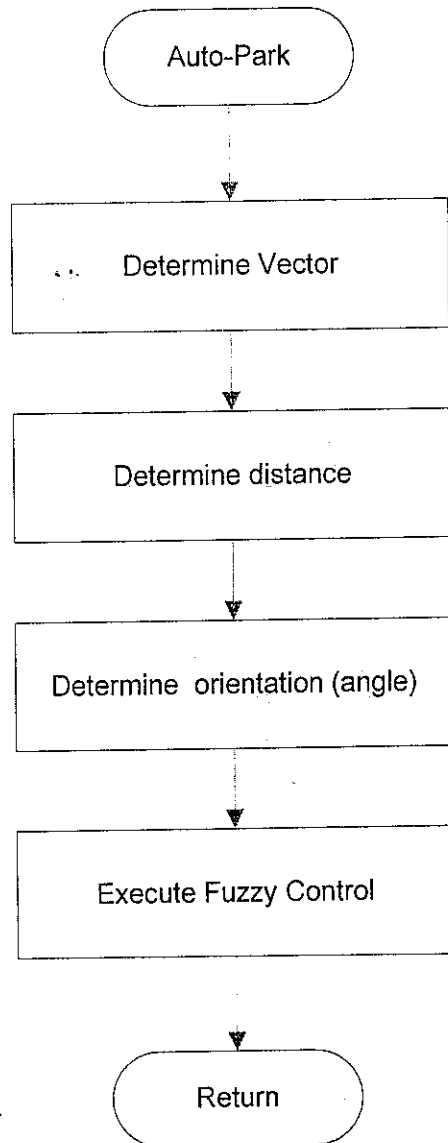 Auto-Park
Determine Vector
Determine distance
Determine orientation (angle)
Execute Fuzzy Control
Return